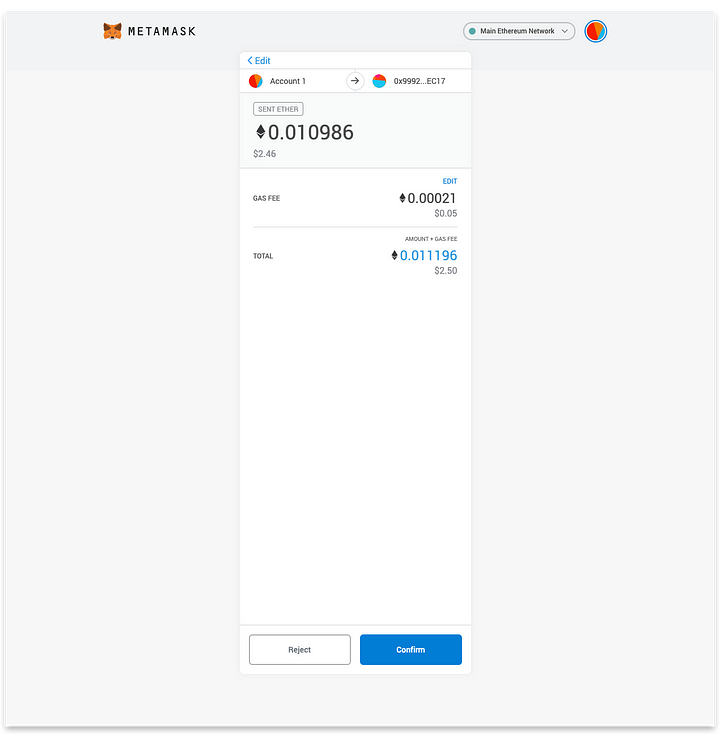 METAMASK
Main Ethereum Network
Edit
Account 1
0x9992...EC17
SENT ETHER
0.010986
$2.46
EDIT
GAS FEE
0.00021
$0.05
AMOUNT + GAS FEE
TOTAL
0.011196
$2.50
Reject
Confirm